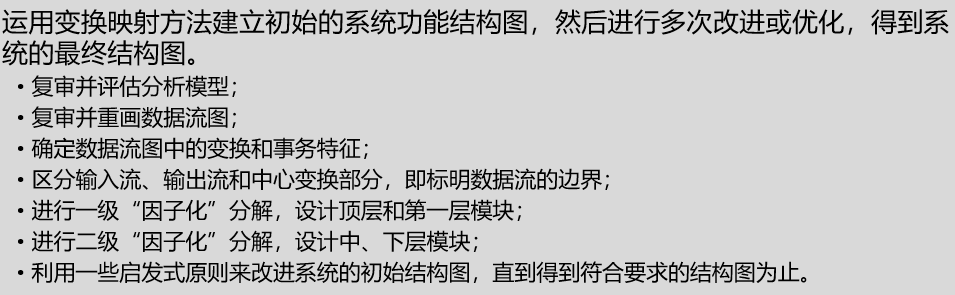 运用变换映射方法建立初始的系统功能结构图，然后进行多次改进或优化，得到系
统的最终结构图。
• 复审并评估分析模型；
• 复审并重画数据流图；
• 确定数据流图中的变换和事务特征；
• 区分输入流、输出流和中心变换部分，即标明数据流的边界；
• 进行一级“因子化”分解，设计顶层和第一层模块；
• 进行二级“因子化”分解，设计中、下层模块；
• 利用一些启发式原则来改进系统的初始结构图，直到得到符合要求的结构图为止。